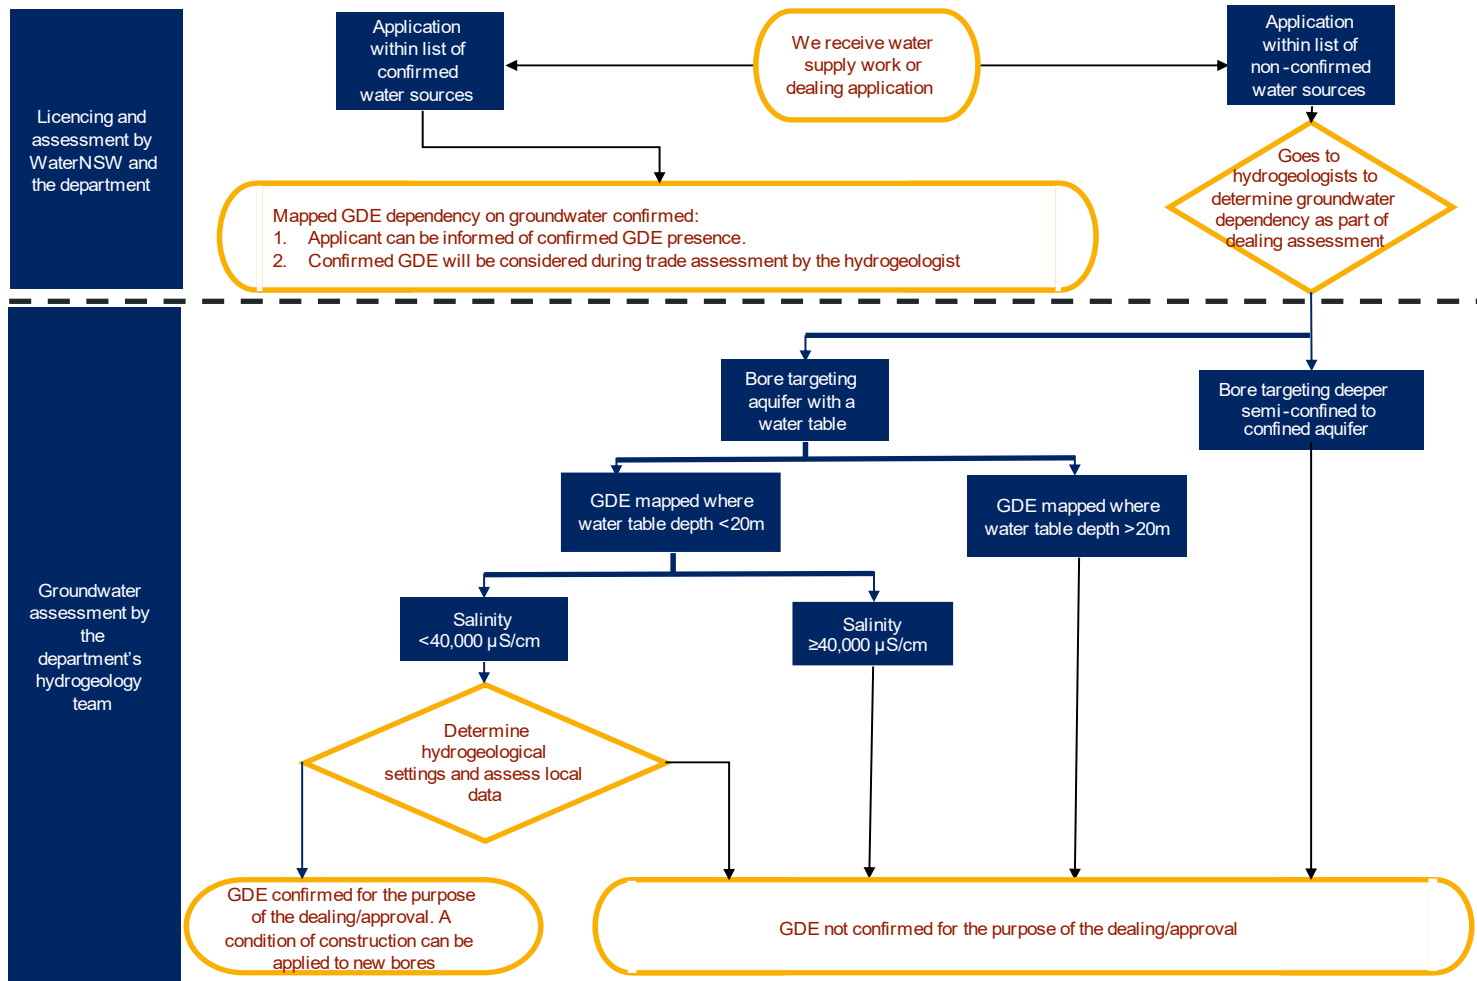 Licencing and
assessment by
WaterNSW and
the department
Application
within list of
confirmed
water sources
We receive water
supply work or
dealing application
Application
within list of
non-confirmed
water sources
Goes to
hydrogeologists to
determine groundwater
dependency as part of
dealing assessment
Mapped GDE dependency on groundwater confirmed:
1. Applicant can be informed of confirmed GDE presence.
2. Confirmed GDE will be considered during trade assessment by the hydrogeologist
Groundwater
assessment by
the
department's
hydrogeology
team
Bore targeting
aquifer with a
water table
Bore targeting deeper
semi-confined to
confined aquifer
GDE mapped where
water table depth <20m
GDE mapped where
water table depth >20m
Salinity
<40,000 µS/cm
Salinity
≥40,000 µS/cm
Determine
hydrogeological
settings and assess local
data
GDE confirmed for the purpose
of the dealing/approval. A
condition of construction can be
applied to new bores
GDE not confirmed for the purpose of the dealing/approval